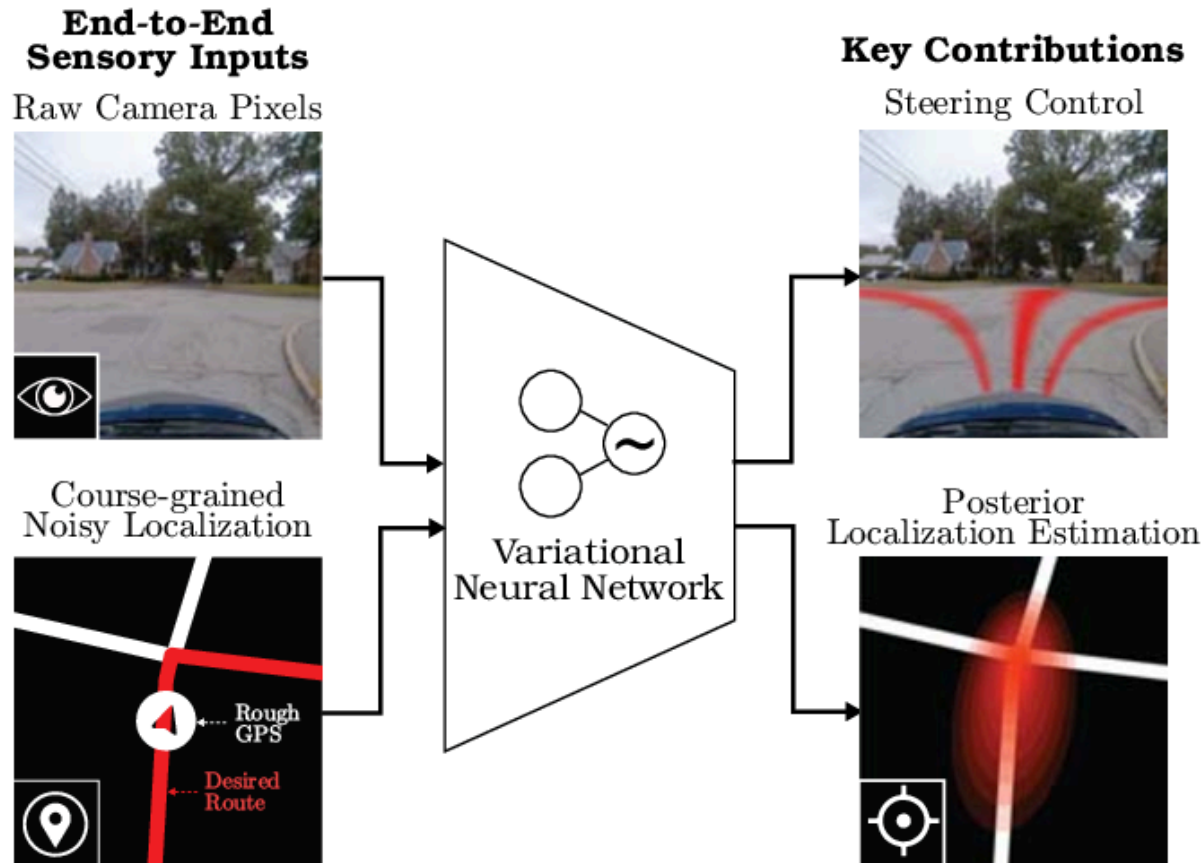 End-to-End
Sensory Inputs
Raw Camera Pixels
Course-grained
Noisy Localization
Rough
GPS
Desired
Route
~
Variational
Neural Network
Key Contributions
Steering Control
Posterior
Localization Estimation